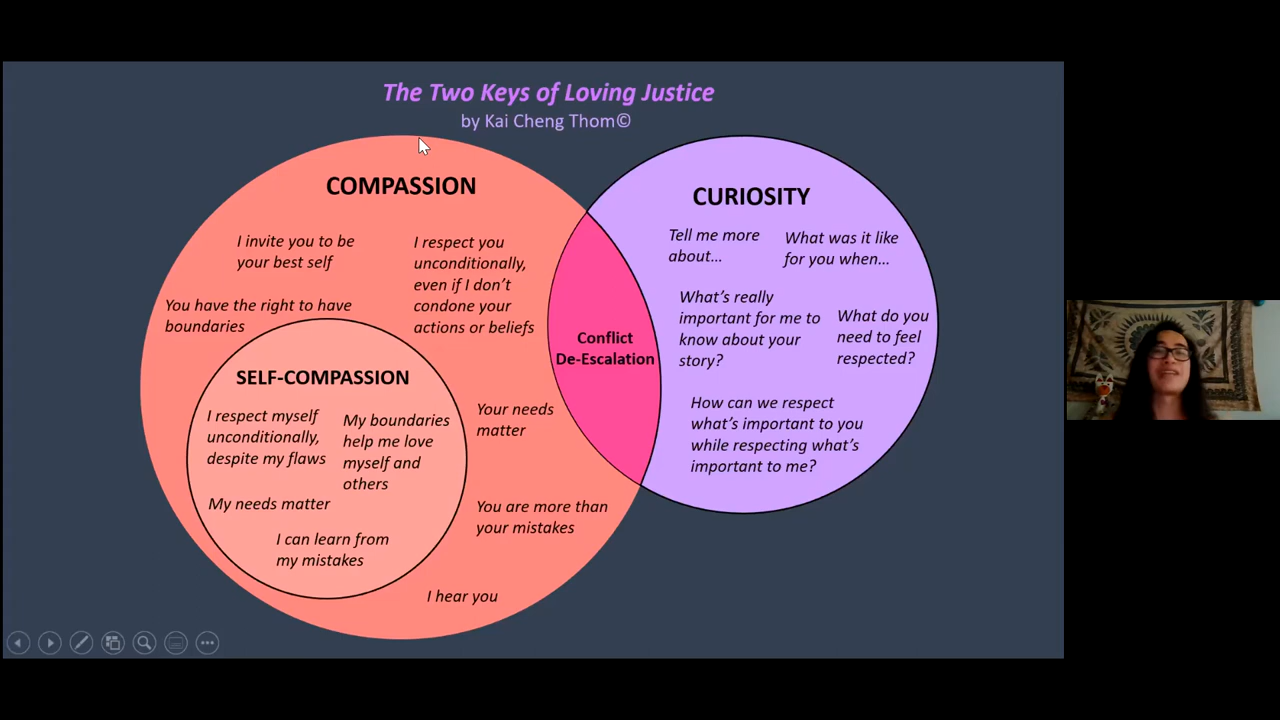 The Two Keys of Loving Justice
by Kai Cheng Thom©
COMPASSION
I invite you to be
your best self
I respect you
unconditionally,
even if I don’t
condone your
actions or beliefs
You have the right to have
boundaries
SELF-COMPASSION
I respect myself
unconditionally,
despite my flaws
My boundaries
help me love
myself and
others
My needs matter
I can learn from
my mistakes
Your needs
matter
You are more than
your mistakes
I hear you
Conflict
De-Escalation
CURIOSITY
Tell me more
about...
What was it like
for you when...
What’s really
important for me to
know about your
story?
What do you
need to feel
respected?
How can we respect
what’s important to you
while respecting what’s
important to me?